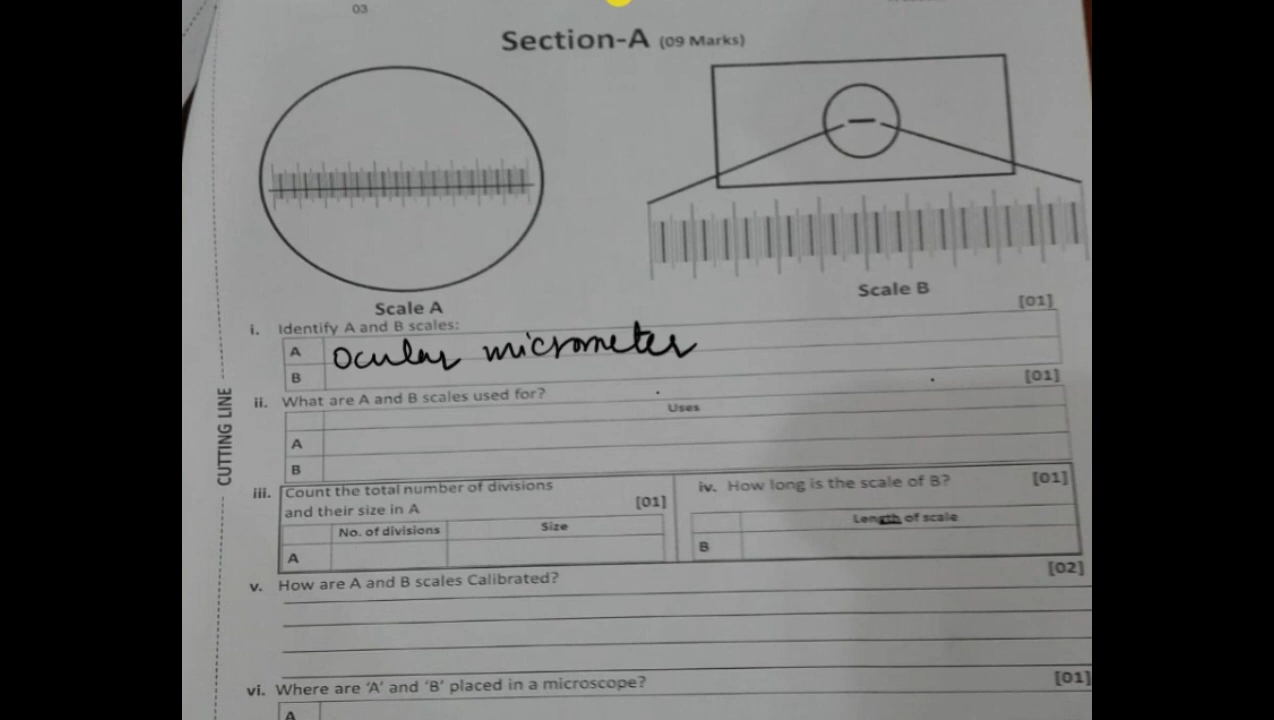 03
Section-A (09 Marks)
Scale A
Scale B
i. Identify A and B scales: [01]
A Ocular micrometer
B
ii. What are A and B scales used for? [01]
Uses
A
B
iii. Count the total number of divisions and their size in A [01]
No. of divisions Size
A
iv. How long is the scale of B? [01]
Length of scale
B
v. How are A and B scales Calibrated? [02]
vi. Where are ‘A’ and ‘B’ placed in a microscope? [01]
A
CUTTING LINE